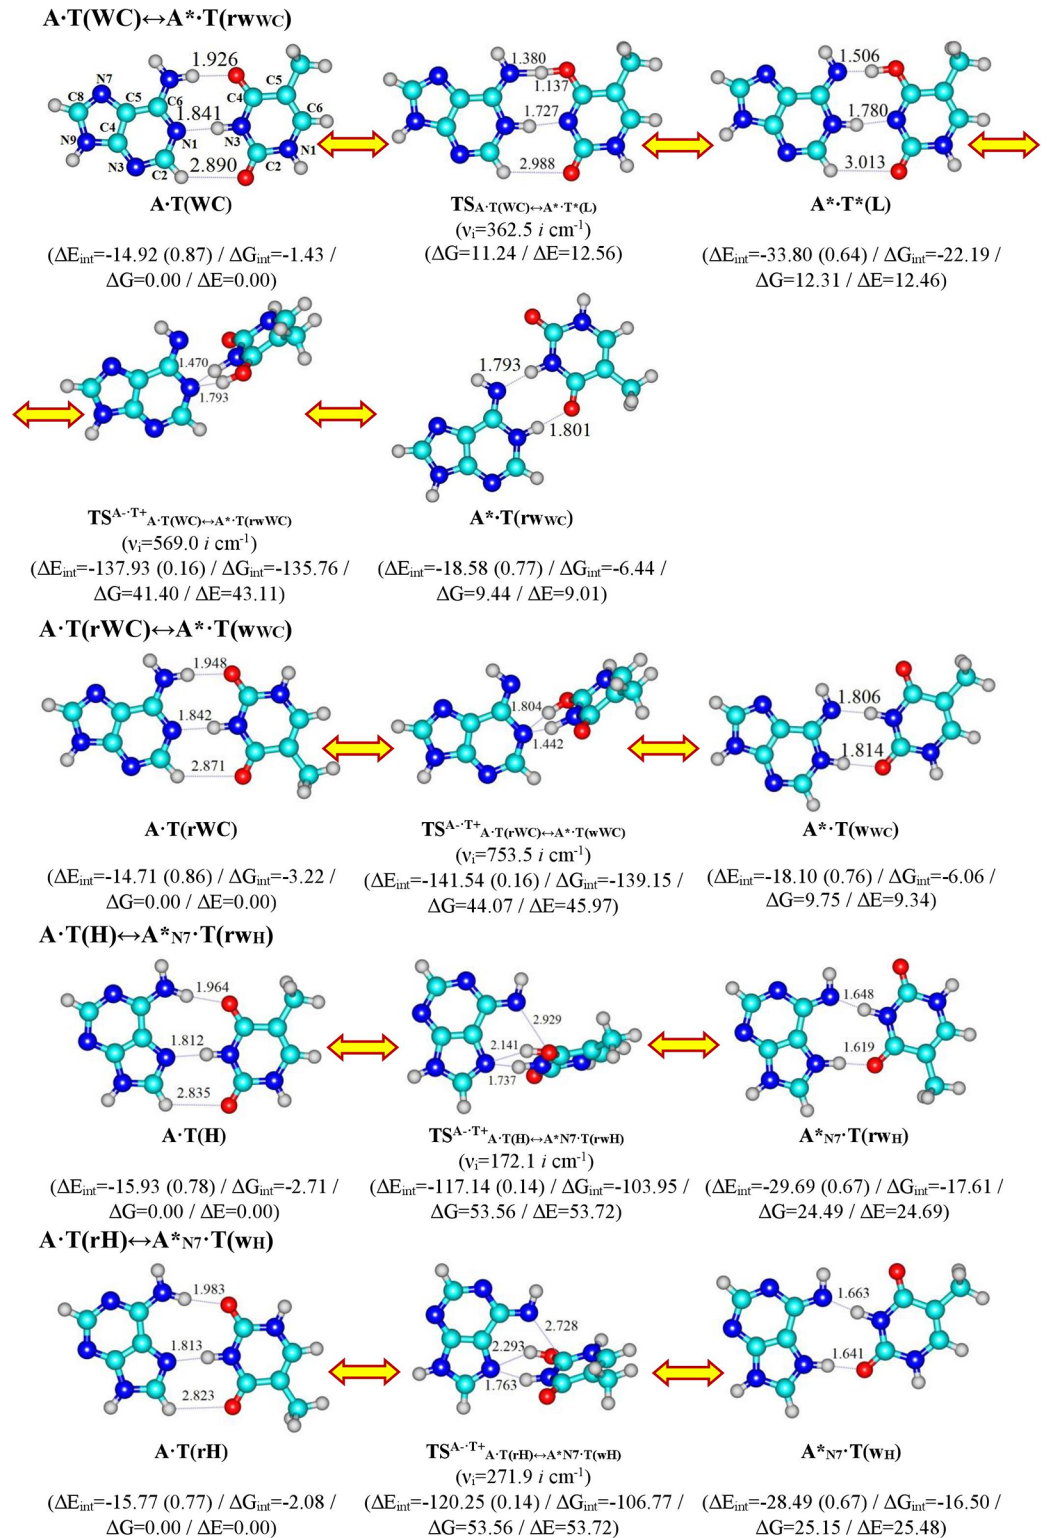 A·T(WC)↔A*·T(rwWC)
1.926
N7
C8
C5
C6
1.841
C4
N9
N1
N3
C2
2.890
C5
C4
C6
N3
N1
C2
1.380
1.137
1.727
2.988
1.506
1.780
3.013
A·T(WC)
TSA·T(WC)↔A*·T*(L)
A*·T*(L)
(νi=362.5 i cm-1)
(ΔEint=-14.92 (0.87) / ΔGint=-1.43 /
ΔG=0.00 / ΔE=0.00)
(ΔG=11.24 / ΔE=12.56)
(ΔEint=-33.80 (0.64) / ΔGint=-22.19 /
ΔG=12.31 / ΔE=12.46)
1.470
1.793
1.793
1.801
TSA-·T+A·T(WC)↔A*·T(rwWC)
(νi=569.0 i cm-1)
(ΔEint=-137.93 (0.16) / ΔGint=-135.76 /
ΔG=41.40 / ΔE=43.11)
A*·T(rwWC)
(ΔEint=-18.58 (0.77) / ΔGint=-6.44 /
ΔG=9.44 / ΔE=9.01)
A·T(rWC)↔A*·T(wWC)
1.948
1.842
2.871
1.804
1.442
1.806
1.814
A·T(rWC)
TSA-·T+A·T(rWC)↔A*·T(wWC)
A*·T(wWC)
(νi=753.5 i cm-1)
(ΔEint=-14.71 (0.86) / ΔGint=-3.22 /
ΔG=0.00 / ΔE=0.00)
(ΔEint=-141.54 (0.16) / ΔGint=-139.15 /
ΔG=44.07 / ΔE=45.97)
(ΔEint=-18.10 (0.76) / ΔGint=-6.06 /
ΔG=9.75 / ΔE=9.34)
A·T(H)↔A*N7·T(rwH)
1.964
1.812
2.835
2.929
2.141
1.737
1.648
1.619
A·T(H)
TSA-·T+A·T(H)↔A*N7·T(rwH)
A*N7·T(rwH)
(νi=172.1 i cm-1)
(ΔEint=-15.93 (0.78) / ΔGint=-2.71 /
ΔG=0.00 / ΔE=0.00)
(ΔEint=-117.14 (0.14) / ΔGint=-103.95 /
ΔG=53.56 / ΔE=53.72)
(ΔEint=-29.69 (0.67) / ΔGint=-17.61 /
ΔG=24.49 / ΔE=24.69)
A·T(rH)↔A*N7·T(wH)
1.983
1.813
2.823
2.728
2.293
1.763
1.663
1.641
A·T(rH)
TSA-·T+A·T(rH)↔A*N7·T(wH)
A*N7·T(wH)
(νi=271.9 i cm-1)
(ΔEint=-15.77 (0.77) / ΔGint=-2.08 /
ΔG=0.00 / ΔE=0.00)
(ΔEint=-120.25 (0.14) / ΔGint=-106.77 /
ΔG=53.56 / ΔE=53.72)
(ΔEint=-28.49 (0.67) / ΔGint=-16.50 /
ΔG=25.15 / ΔE=25.48)